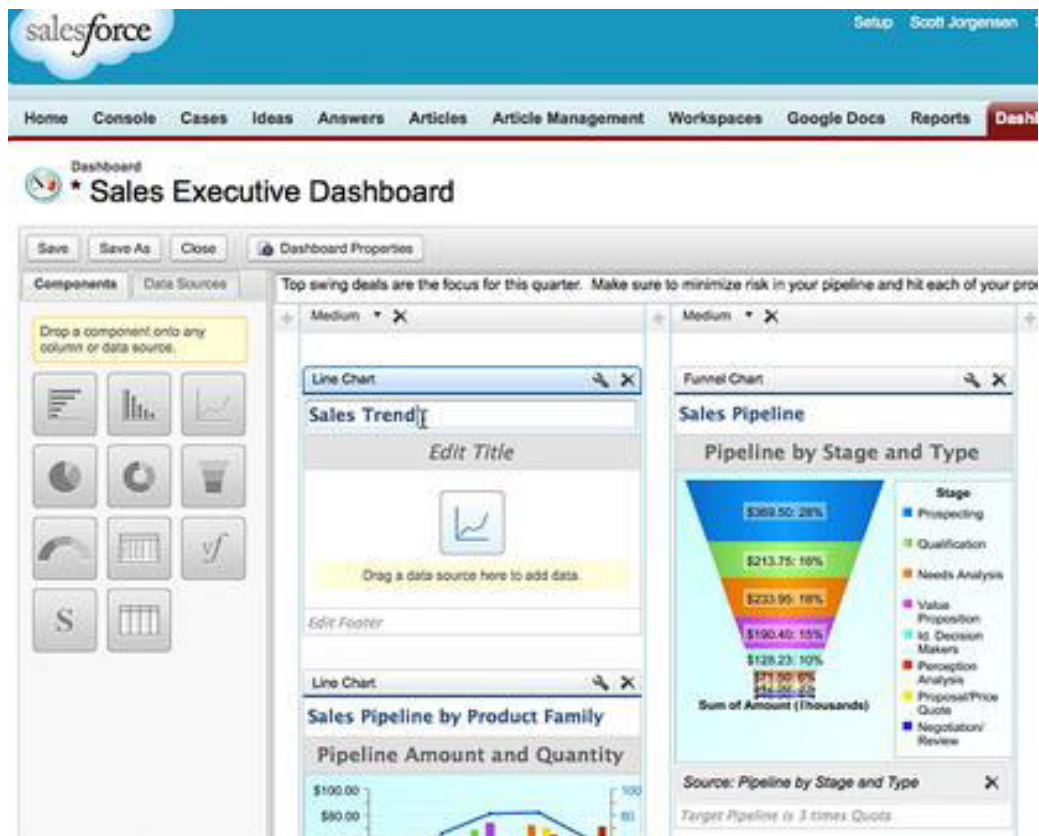 salesforce
Setup Scott Jorgensen
Home Console Cases Ideas Answers Articles Article Management Workspaces Google Docs Reports Dashb
Dashboard
* Sales Executive Dashboard
Save Save As Close Dashboard Properties
Components Data Sources
Top swing deals are the focus for this quarter. Make sure to minimize risk in your pipeline and hit each of your pro
Medium
Medium
Drop a component onto any
column or data source.
vf
S
Line Chart
Sales Trend
Edit Title
Drag a data source here to add data.
Edit Footer
Line Chart
Sales Pipeline by Product Family
Pipeline Amount and Quantity
$100.00
100
$80.00
80
Funnel Chart
Sales Pipeline
Pipeline by Stage and Type
$369.50: 28%
$213.75: 16%
$233.95: 18%
$190.40: 15%
$128.23: 10%
Sum of Amount (Thousands)
Stage
Prospecting
Qualification
Needs Analysis
Value
Proposition
Id. Decision
Makers
Perception
Analysis
Proposal/Price
Quote
Negotiation/
Review
Source: Pipeline by Stage and Type
Target Pipeline is 3 times Quota